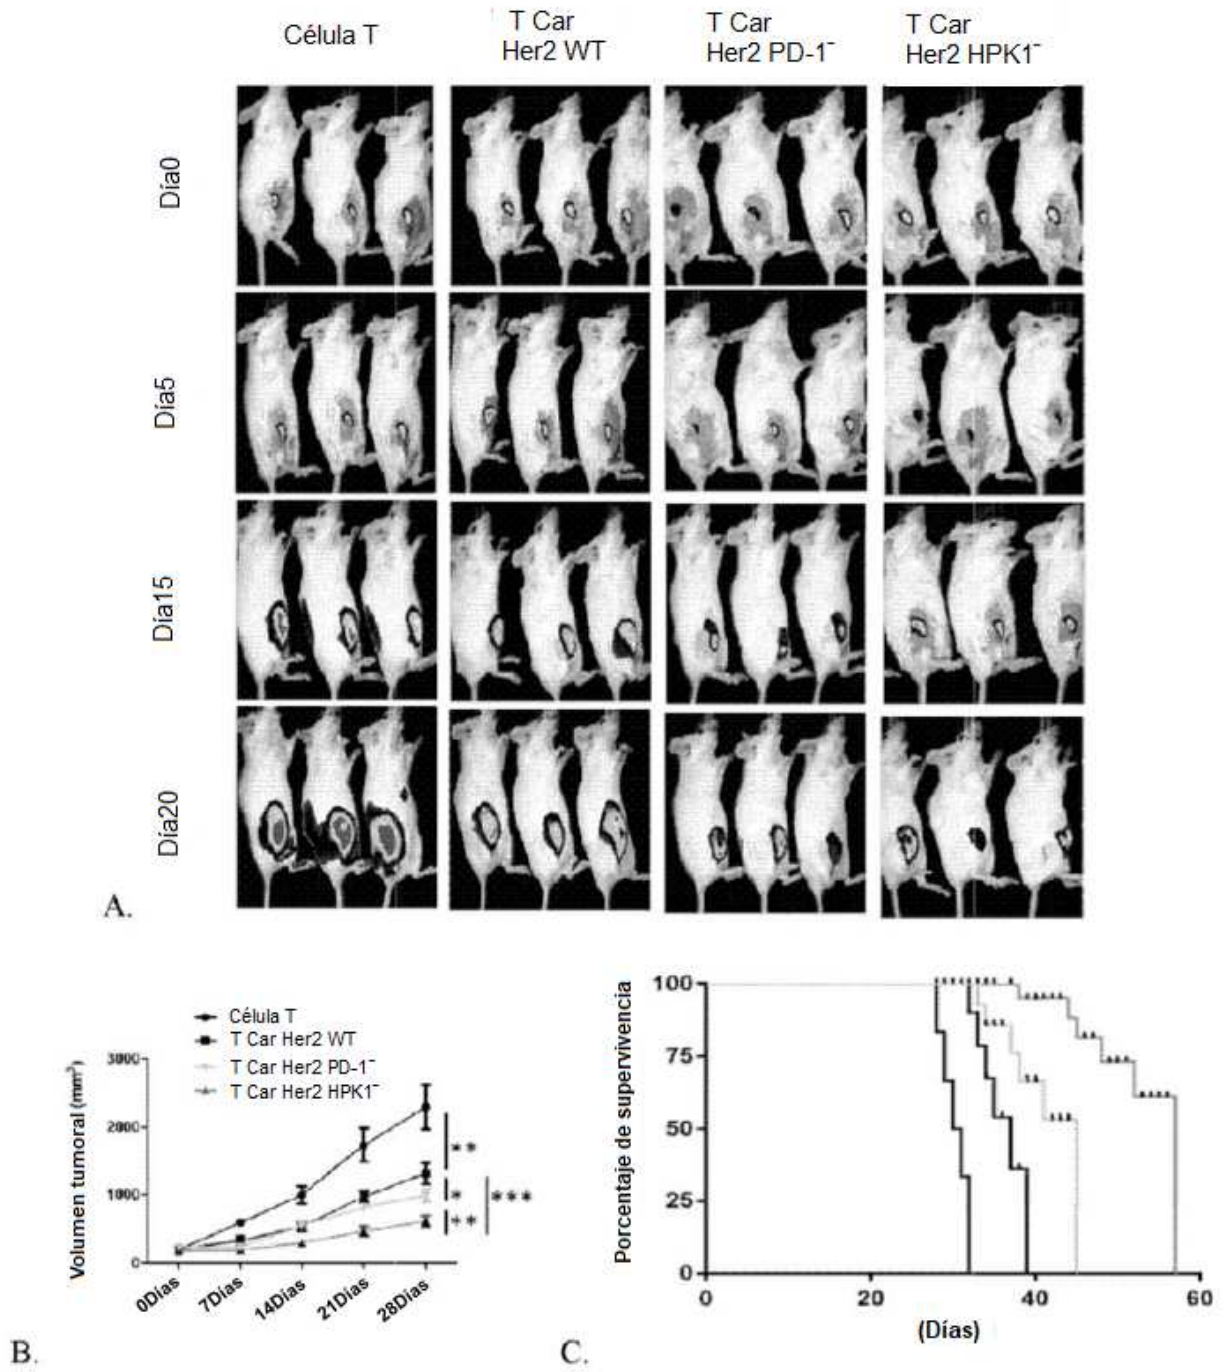 Célula T
T Car
Her2 WT
T Car
Her2 PD-1⁻
T Car
Her2 HPK1⁻
Día0
Día5
Día15
Día20
A.
Célula T
T Car Her2 WT
T Car Her2 PD-1⁻
T Car Her2 HPK1⁻
Volumen tumoral (mm³)
3000
2000
1000
0
0Días
7Días
14Días
21Días
28Días
**
*
**
***
B.
Porcentaje de supervivencia
100
75
50
25
0
0
20
40
60
(Días)
C.